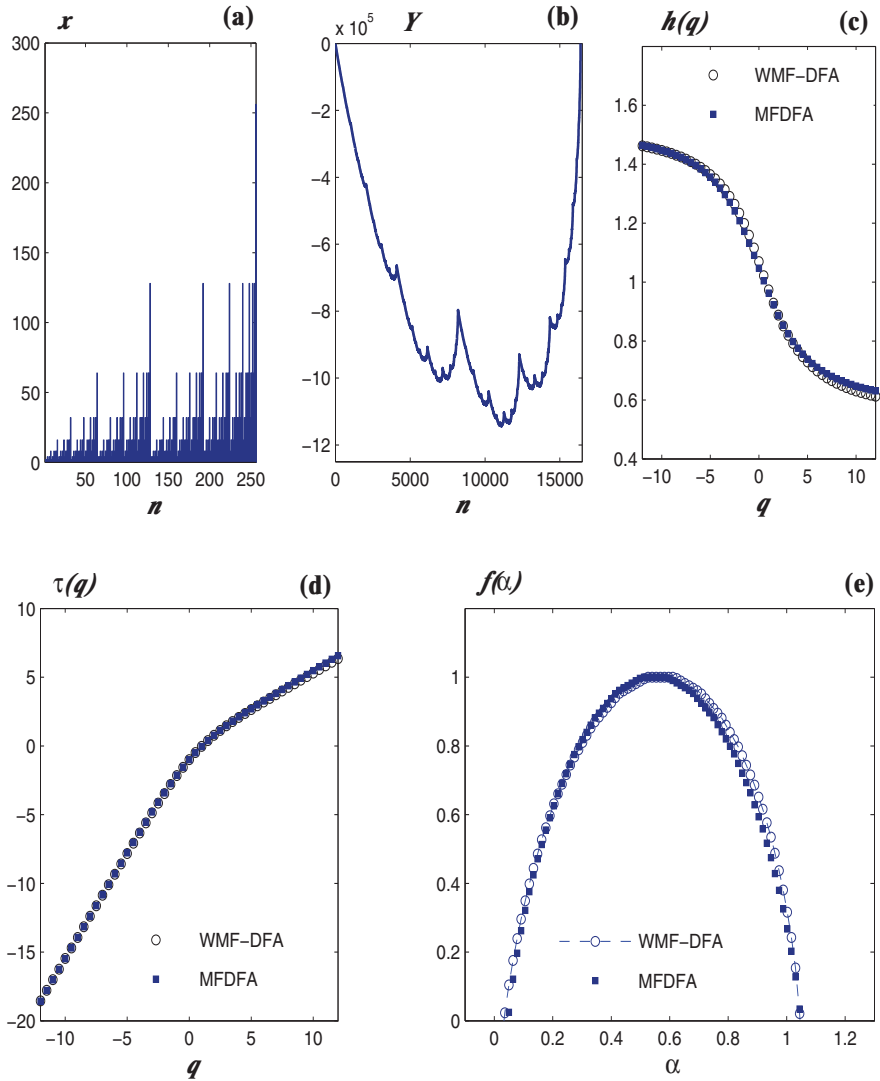 x (a)
300
250
200
150
100
50
0
50 100 150 200 250
n
× 10⁵ Y (b)
0
−2
−4
−6
−8
−10
−12
0 5000 10000 15000
n
h(q) (c)
WMF−DFA
MFDFA
1.6
1.4
1.2
1
0.8
0.6
0.4
−10 −5 0 5 10
q
τ(q) (d)
10
5
0
−5
−10
−15
−20
WMF−DFA
MFDFA
−10 −5 0 5 10
q
f(α) (e)
1
0.8
0.6
0.4
0.2
0
WMF−DFA
MFDFA
0 0.2 0.4 0.6 0.8 1 1.2
α